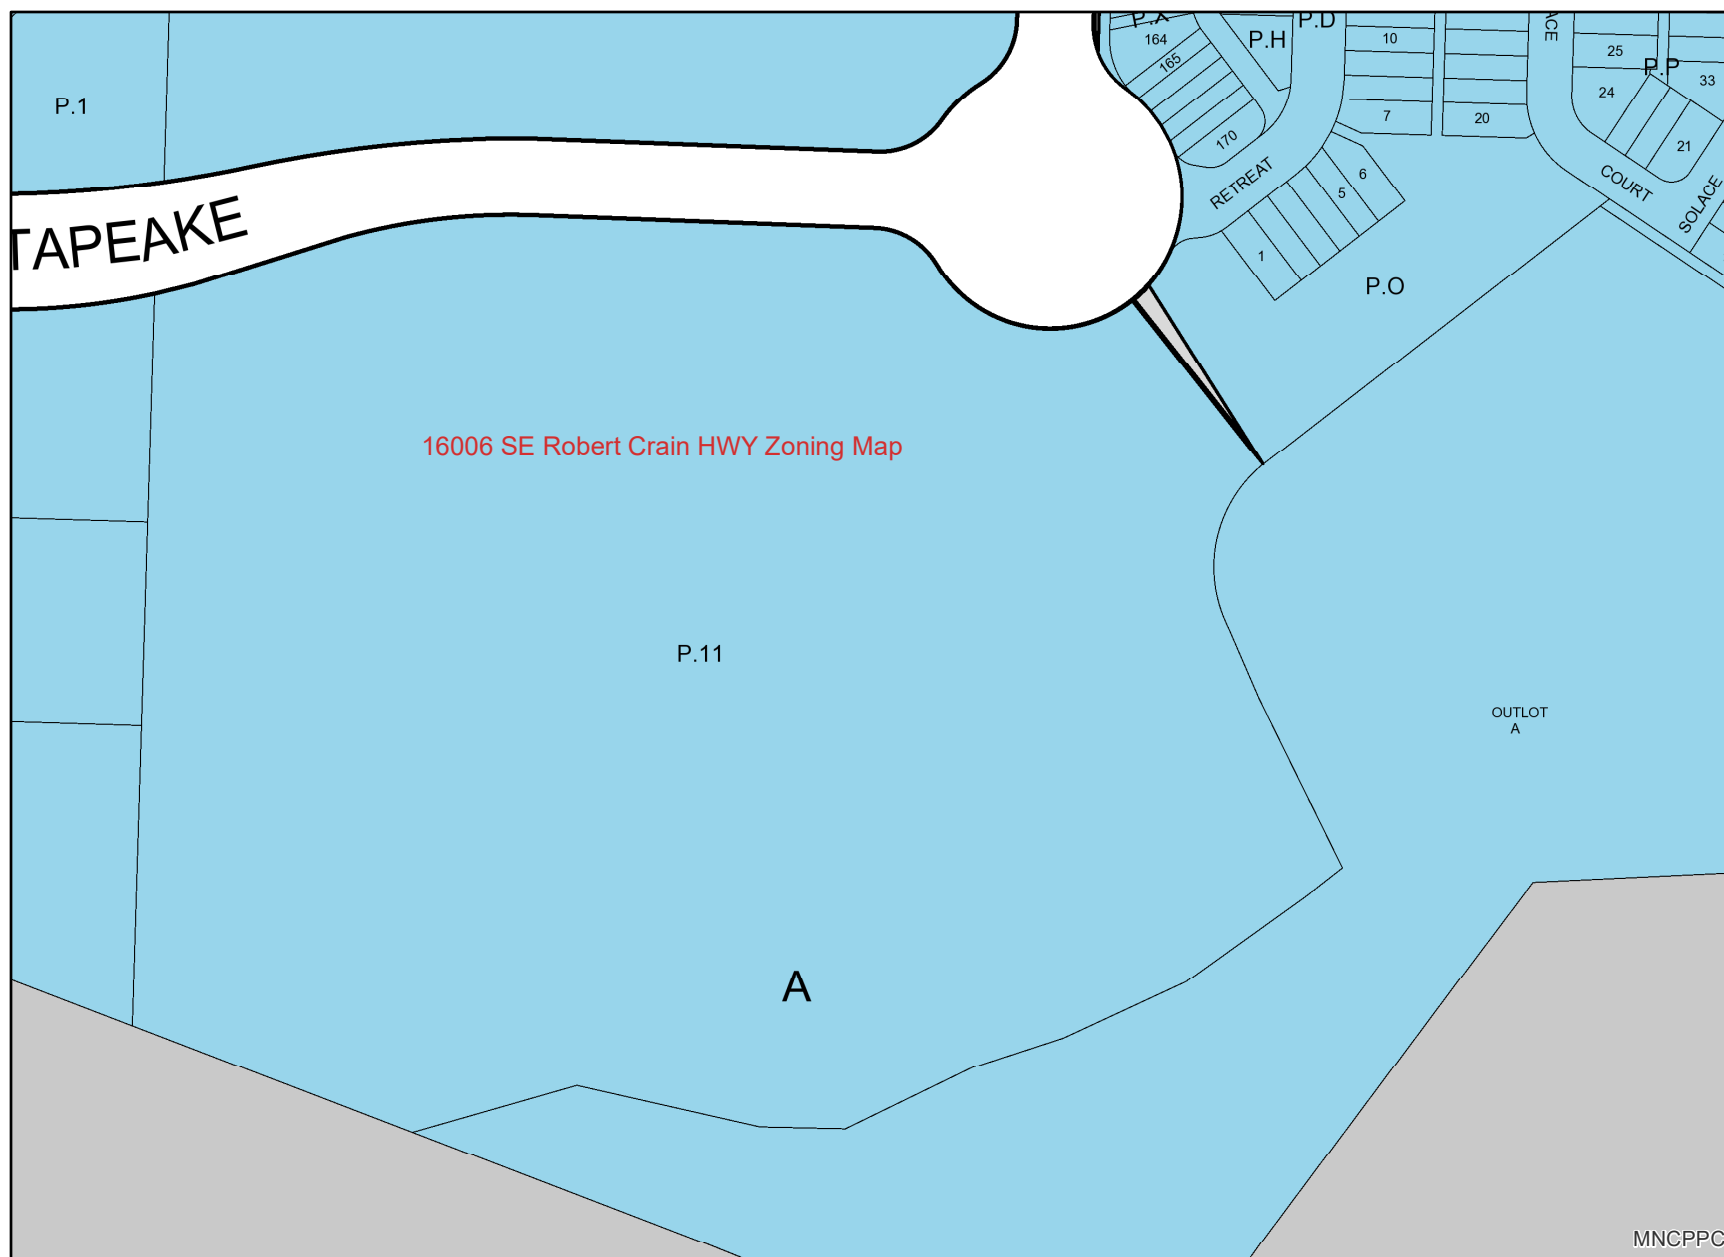 P.A
P.D
164
P.H
10
ACE
25
165
P.P
33
24
P.1
7
20
170
21
6
RETREAT
COURT
5
SOLACE
TAPEAKE
1
P.O
16006 SE Robert Crain HWY Zoning Map
P.11
OUTLOT
A
A
MNCPPC